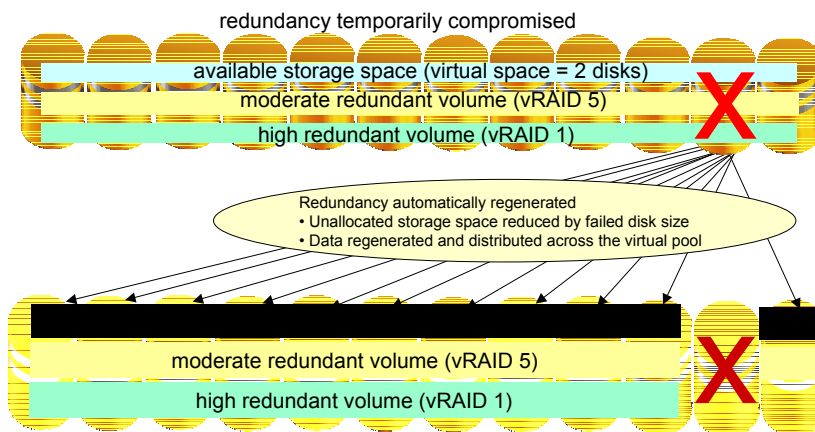 redundancy temporarily compromised
available storage space (virtual space = 2 disks)
moderate redundant volume (vRAID 5)
high redundant volume (vRAID 1)
Redundancy automatically regenerated
• Unallocated storage space reduced by failed disk size
• Data regenerated and distributed across the virtual pool
moderate redundant volume (vRAID 5)
high redundant volume (vRAID 1)